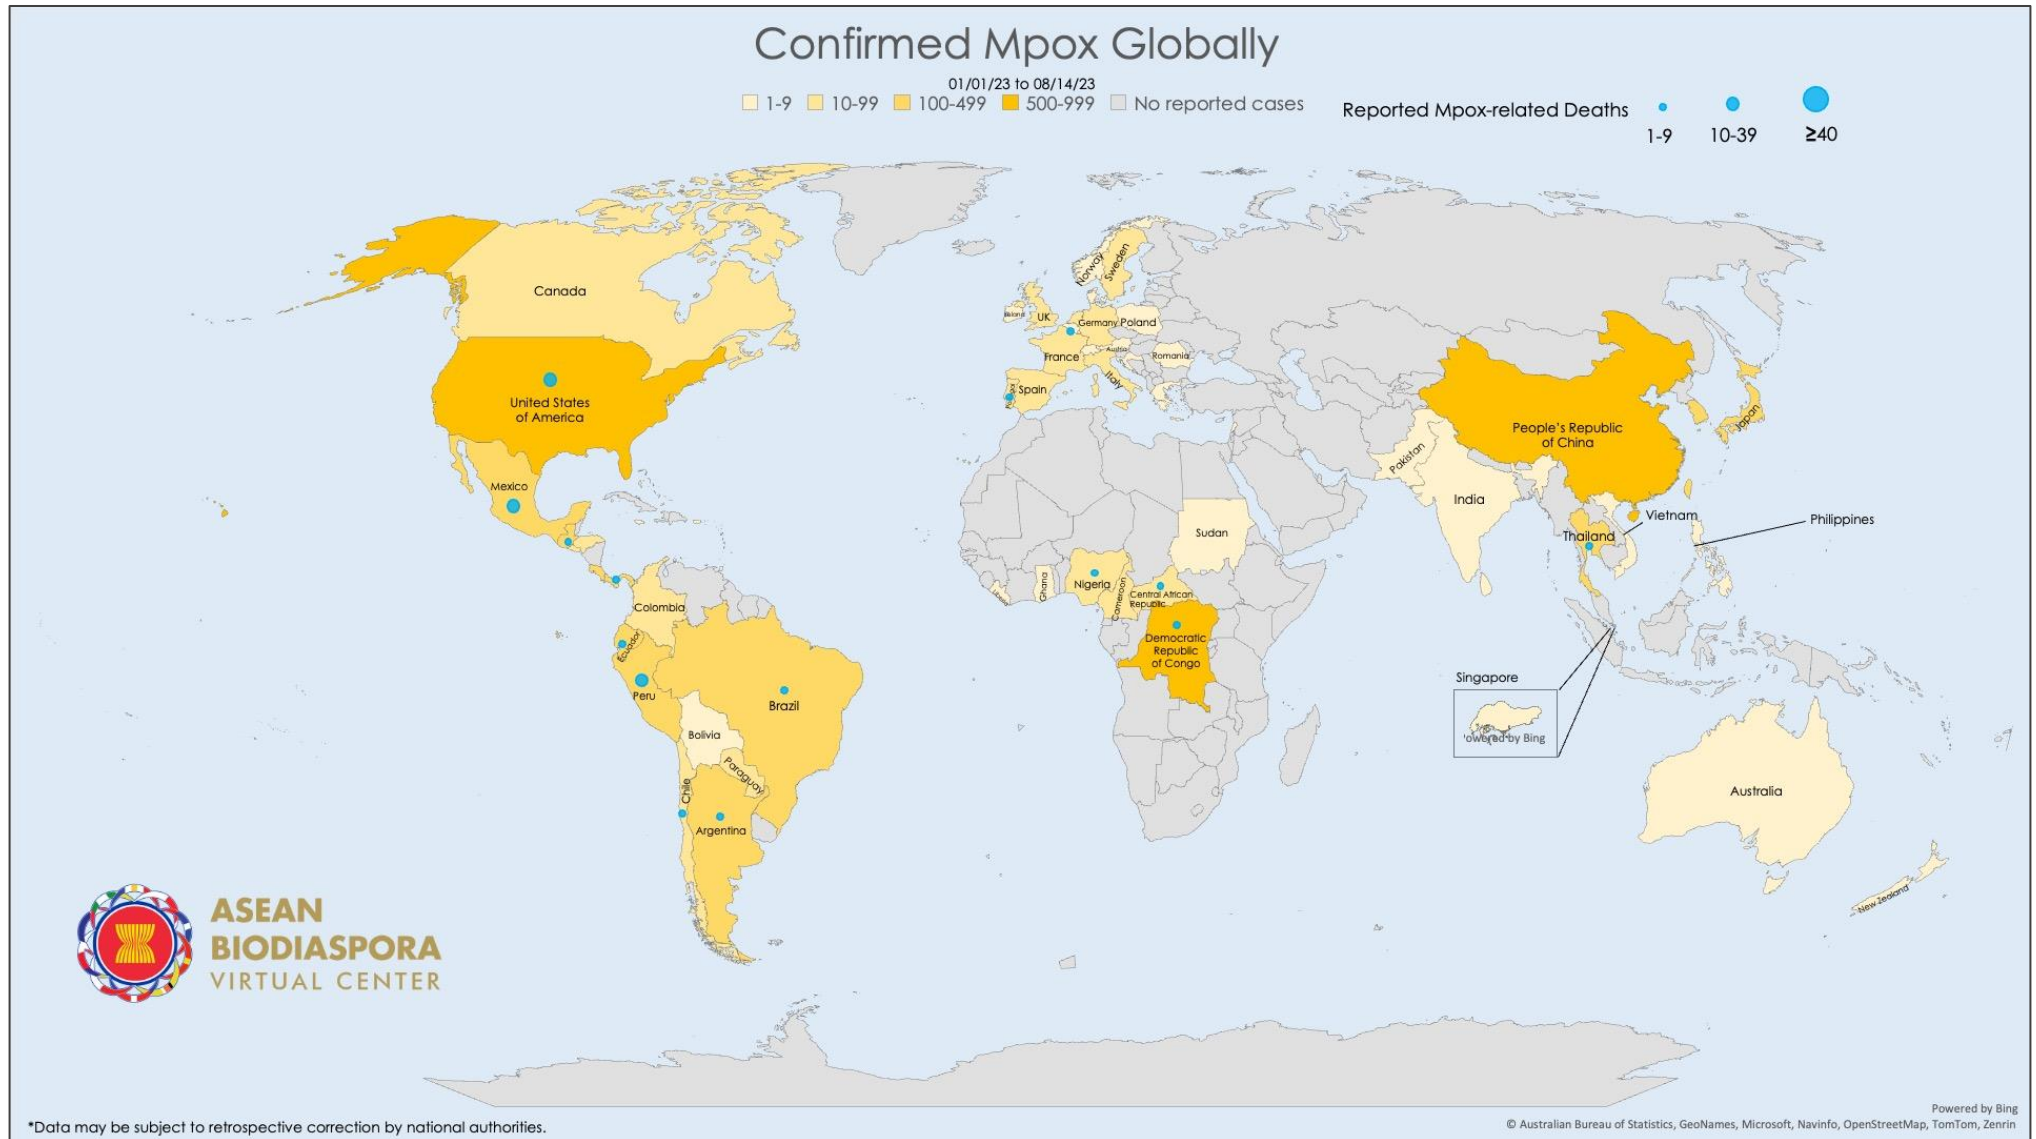 Confirmed Mpox Globally
01/01/23 to 08/14/23
1-9 10-99 100-499 500-999 No reported cases
Reported Mpox-related Deaths
1-9 10-39 ≥40
Canada
United States
of America
Mexico
Colombia
Ecuador
Peru
Brazil
Bolivia
Paraguay
Chile
Argentina
Norway
Sweden
UK
Germany
Poland
France
Austria
Romania
Italy
Spain
Sudan
Ghana
Nigeria
Cameroon
Central African
Republic
Democratic
Republic
of Congo
People's Republic
of China
Japan
Pakistan
India
Vietnam
Thailand
Philippines
Singapore
'owered by Bing
Australia
New Zealand
ASEAN
BIODIASPORA
VIRTUAL CENTER
*Data may be subject to retrospective correction by national authorities.
Powered by Bing
© Australian Bureau of Statistics, GeoNames, Microsoft, Navinfo, OpenStreetMap, TomTom, Zenrin